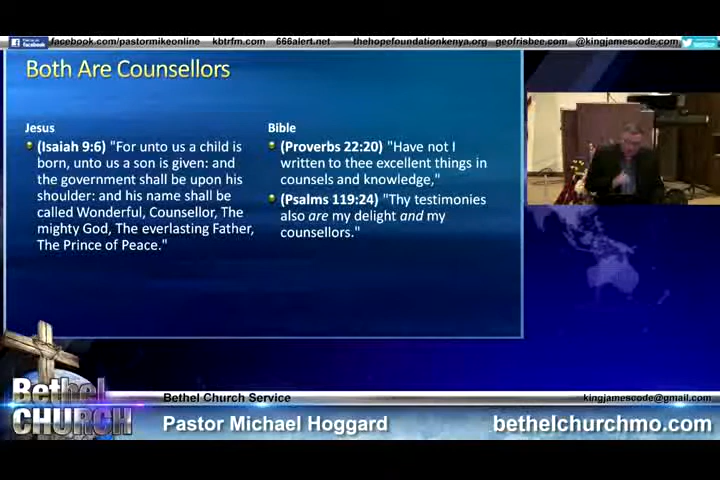 facebook.com/pastormikeonline kbtrfm.com 666alert.net thehopefoundationkenya.org geofrisbee.com @kingjamescode.com
Both Are Counsellors
Jesus
(Isaiah 9:6) "For unto us a child is
born, unto us a son is given: and
the government shall be upon his
shoulder: and his name shall be
called Wonderful, Counsellor, The
mighty God, The everlasting Father,
The Prince of Peace."
Bible
(Proverbs 22:20) "Have not I
written to thee excellent things in
counsels and knowledge,"
(Psalms 119:24) "Thy testimonies
also are my delight and my
counsellors."
Bethel
CHURCH
Bethel Church Service
kingjamescode@gmail.com
Pastor Michael Hoggard
bethelchurchmo.com